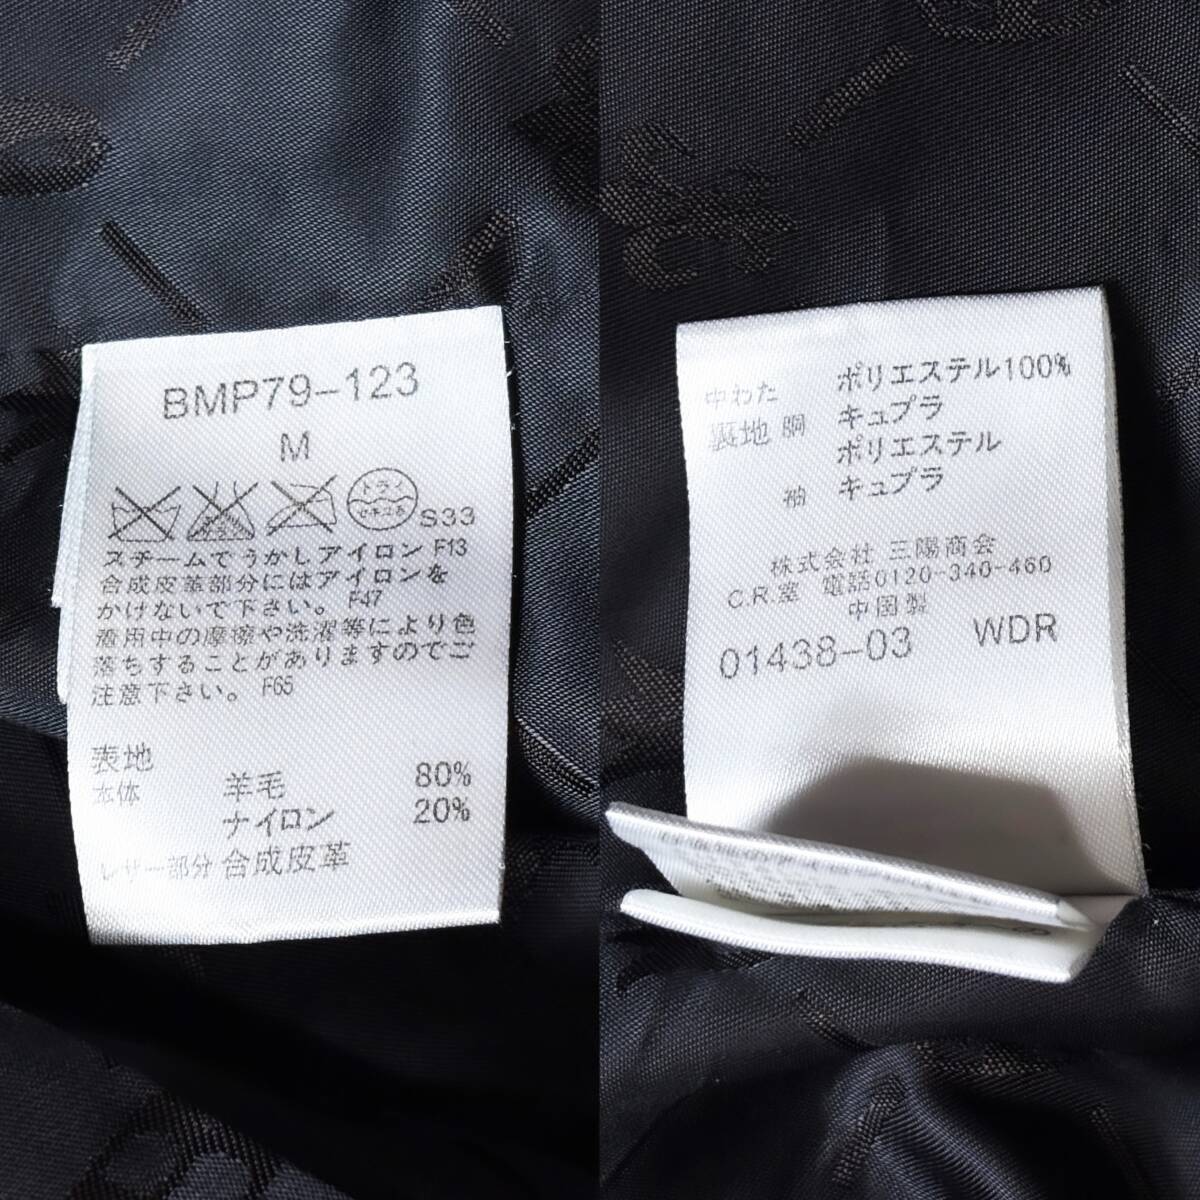 BMP79-123
M
エンソサラシ
ドライ
セキユ系
S33
スチームでうかしアイロン F13
合成皮革部分にはアイロンを
かけないで下さい。 F47
着用中の摩擦や洗濯等により色
落ちすることがありますのでご
注意下さい。 F65
表地
本体 羊毛 80%
ナイロン 20%
レザー部分 合成皮革
中わた ポリエステル100%
裏地 胴 キュプラ
ポリエステル
袖 キュプラ
株式会社 三陽商会
C.R.室 電話0120-340-460
中国製
01438-03 WDR